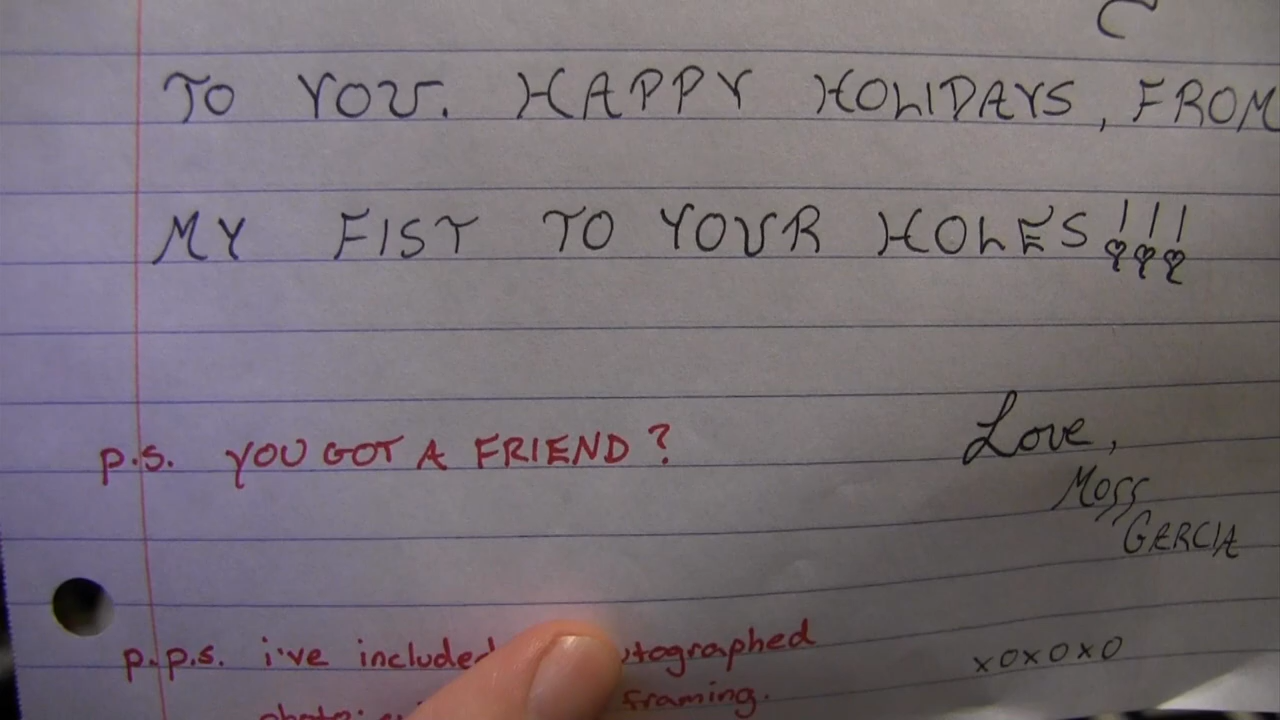 TO YOU. HAPPY HOLIDAYS, FROM
MY FIST TO YOUR HOLES!!!
p.s. YOU GOT A FRIEND?
Love,
Moss
GERCIA
p.p.s. i've included
framing.
xoxoxo